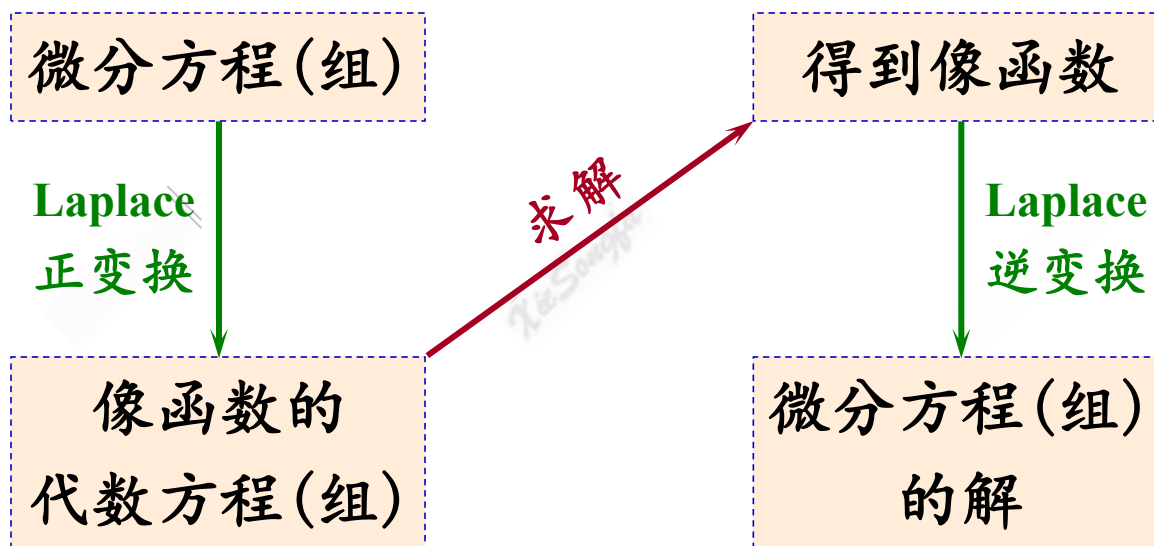 微分方程(组)
Laplace
正变换
像函数的
代数方程(组)
求解
得到像函数
Laplace
逆变换
微分方程(组)
的解